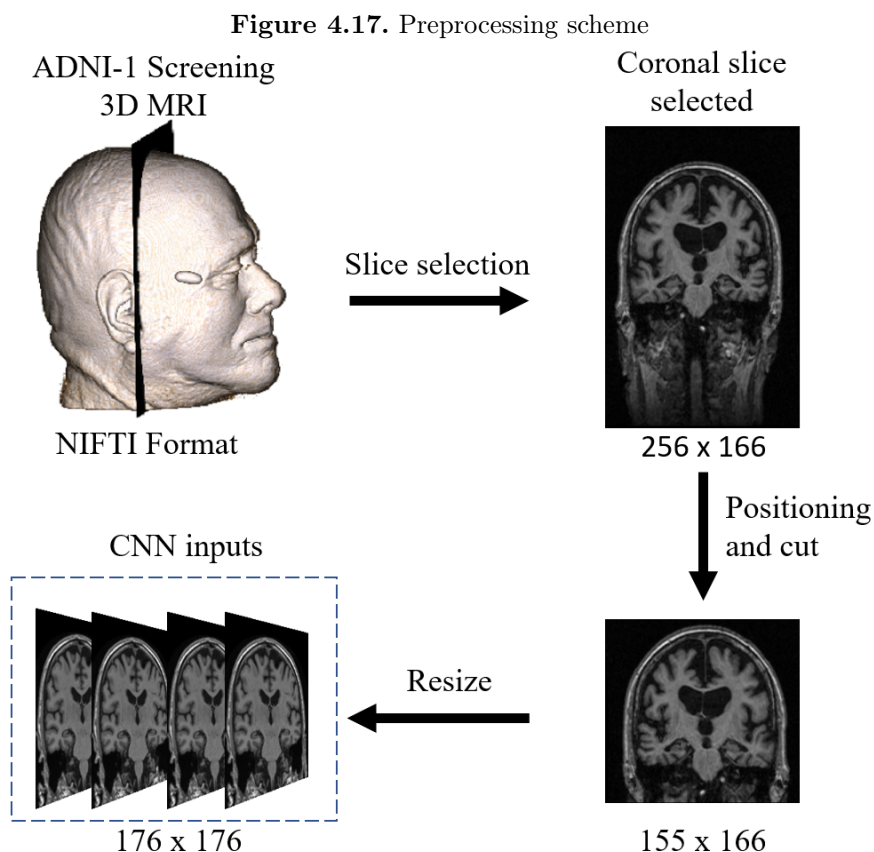 Figure 4.17. Preprocessing scheme
ADNI-1 Screening
3D MRI
Coronal slice
selected
Slice selection
NIFTI Format
256 x 166
Positioning
and cut
CNN inputs
Resize
176 x 176
155 x 166